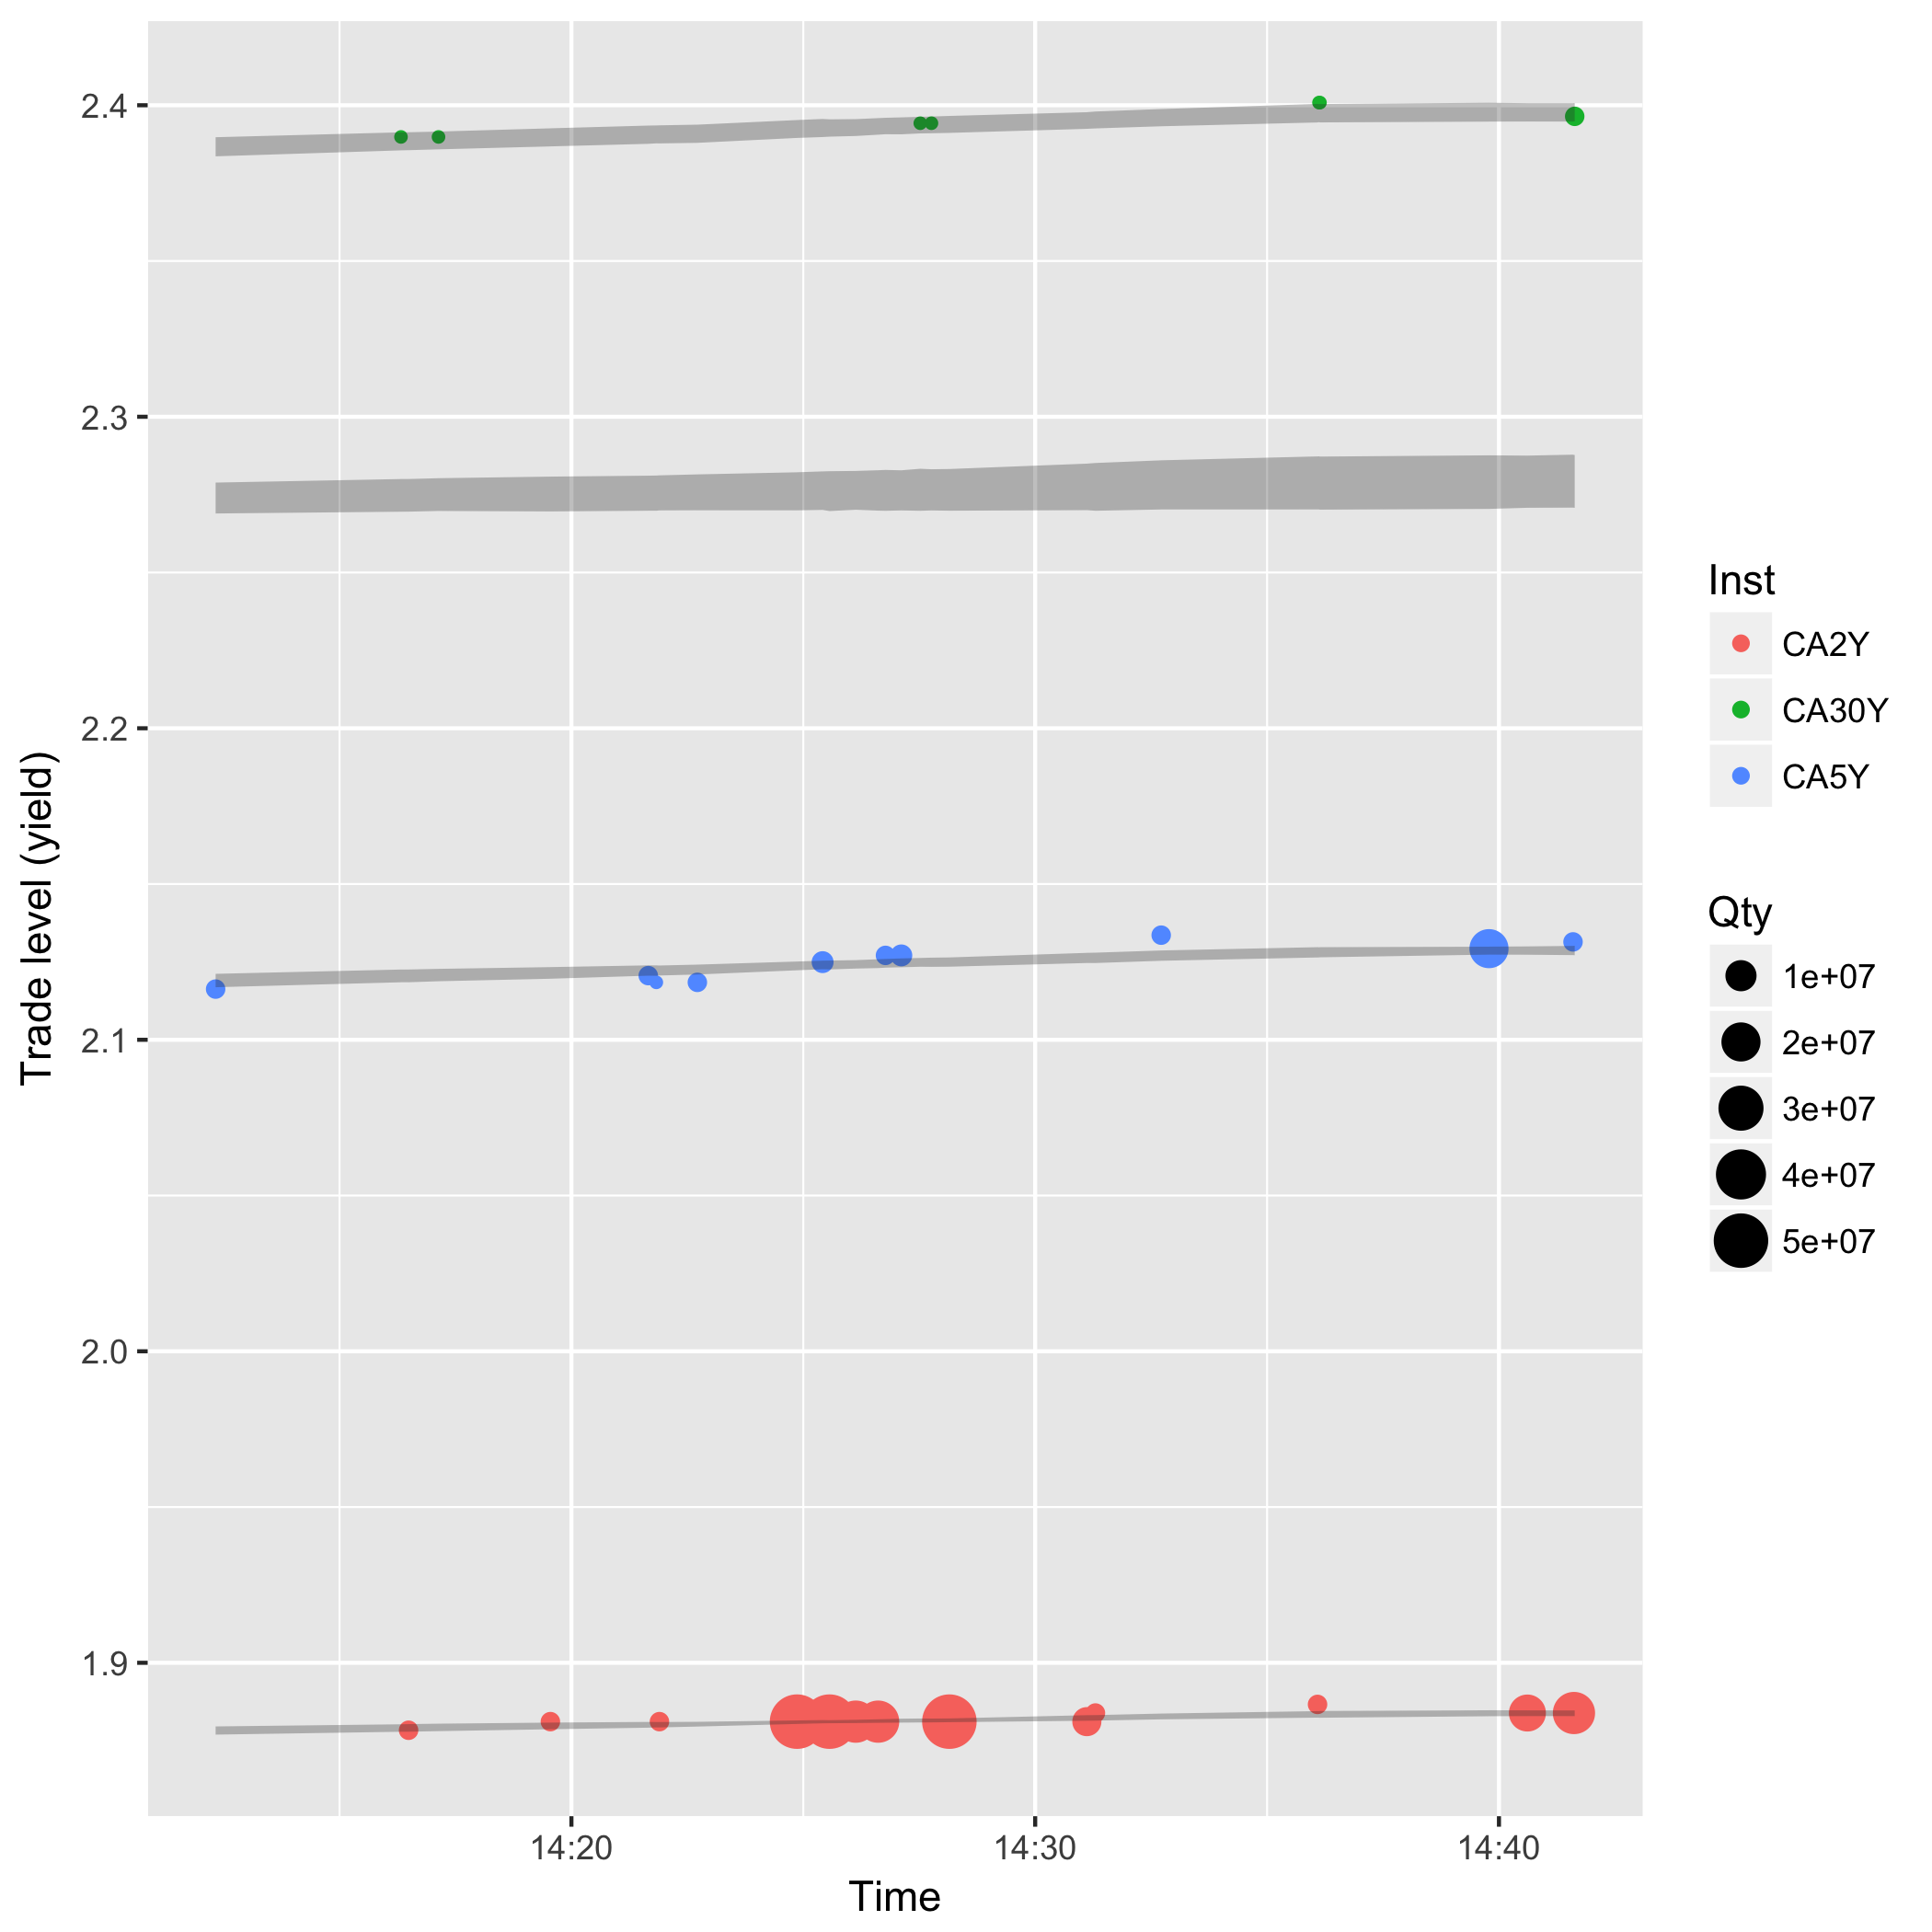 2.4
2.3
2.2
2.1
2.0
1.9
Trade level (yield)
14:20
14:30
14:40
Time
Inst
CA2Y
CA30Y
CA5Y
Qty
1e+07
2e+07
3e+07
4e+07
5e+07